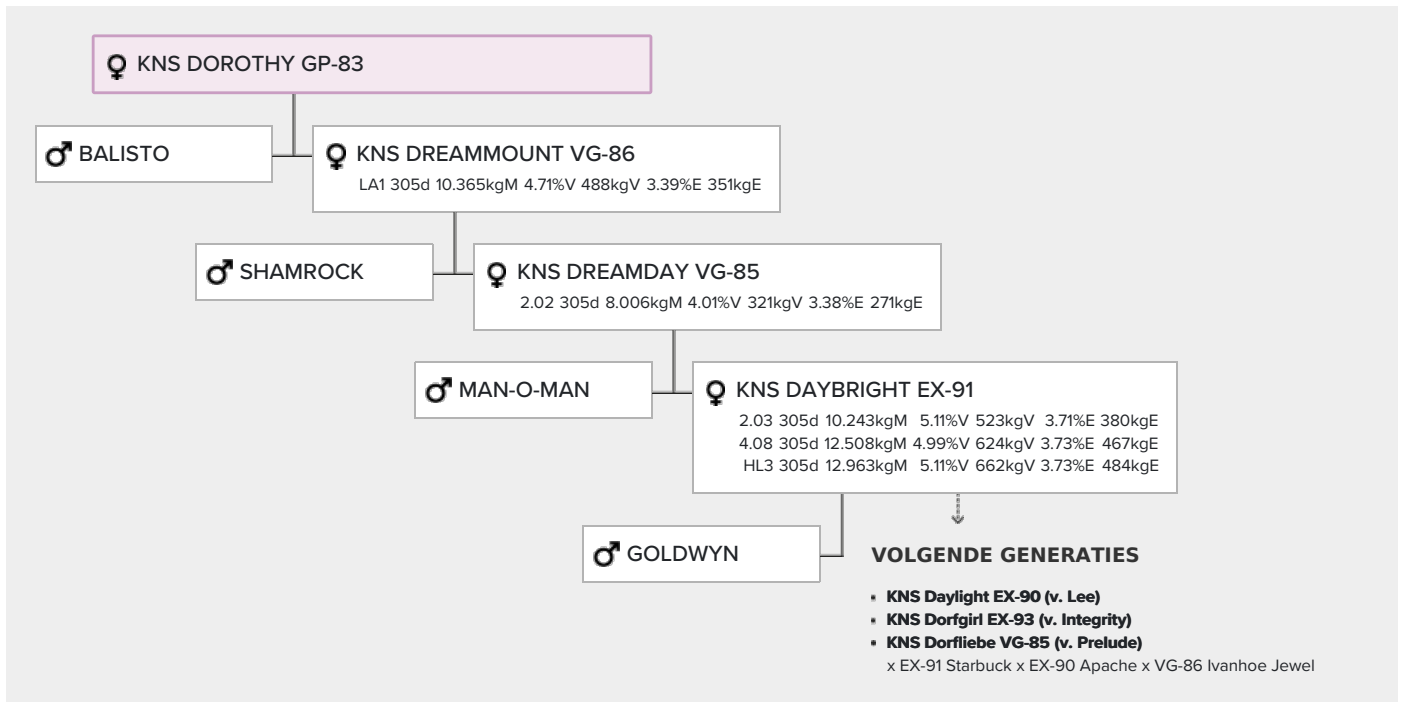 KNS DOROTHY GP-83
BALISTO
KNS DREAMMOUNT VG-86
LA1 305d 10.365kgM 4.71%V 488kgV 3.39%E 351kgE
SHAMROCK
KNS DREAMDAY VG-85
2.02 305d 8.006kgM 4.01%V 321kgV 3.38%E 271kgE
MAN-O-MAN
KNS DAYBRIGHT EX-91
2.03 305d 10.243kgM 5.11%V 523kgV 3.71%E 380kgE
4.08 305d 12.508kgM 4.99%V 624kgV 3.73%E 467kgE
HL3 305d 12.963kgM 5.11%V 662kgV 3.73%E 484kgE
GOLDWYN
VOLGENDE GENERATIES
KNS Daylight EX-90 (v. Lee)
KNS Dorfgirl EX-93 (v. Integrity)
KNS Dorfliebe VG-85 (v. Prelude)
x EX-91 Starbuck x EX-90 Apache x VG-86 Ivanhoe Jewel